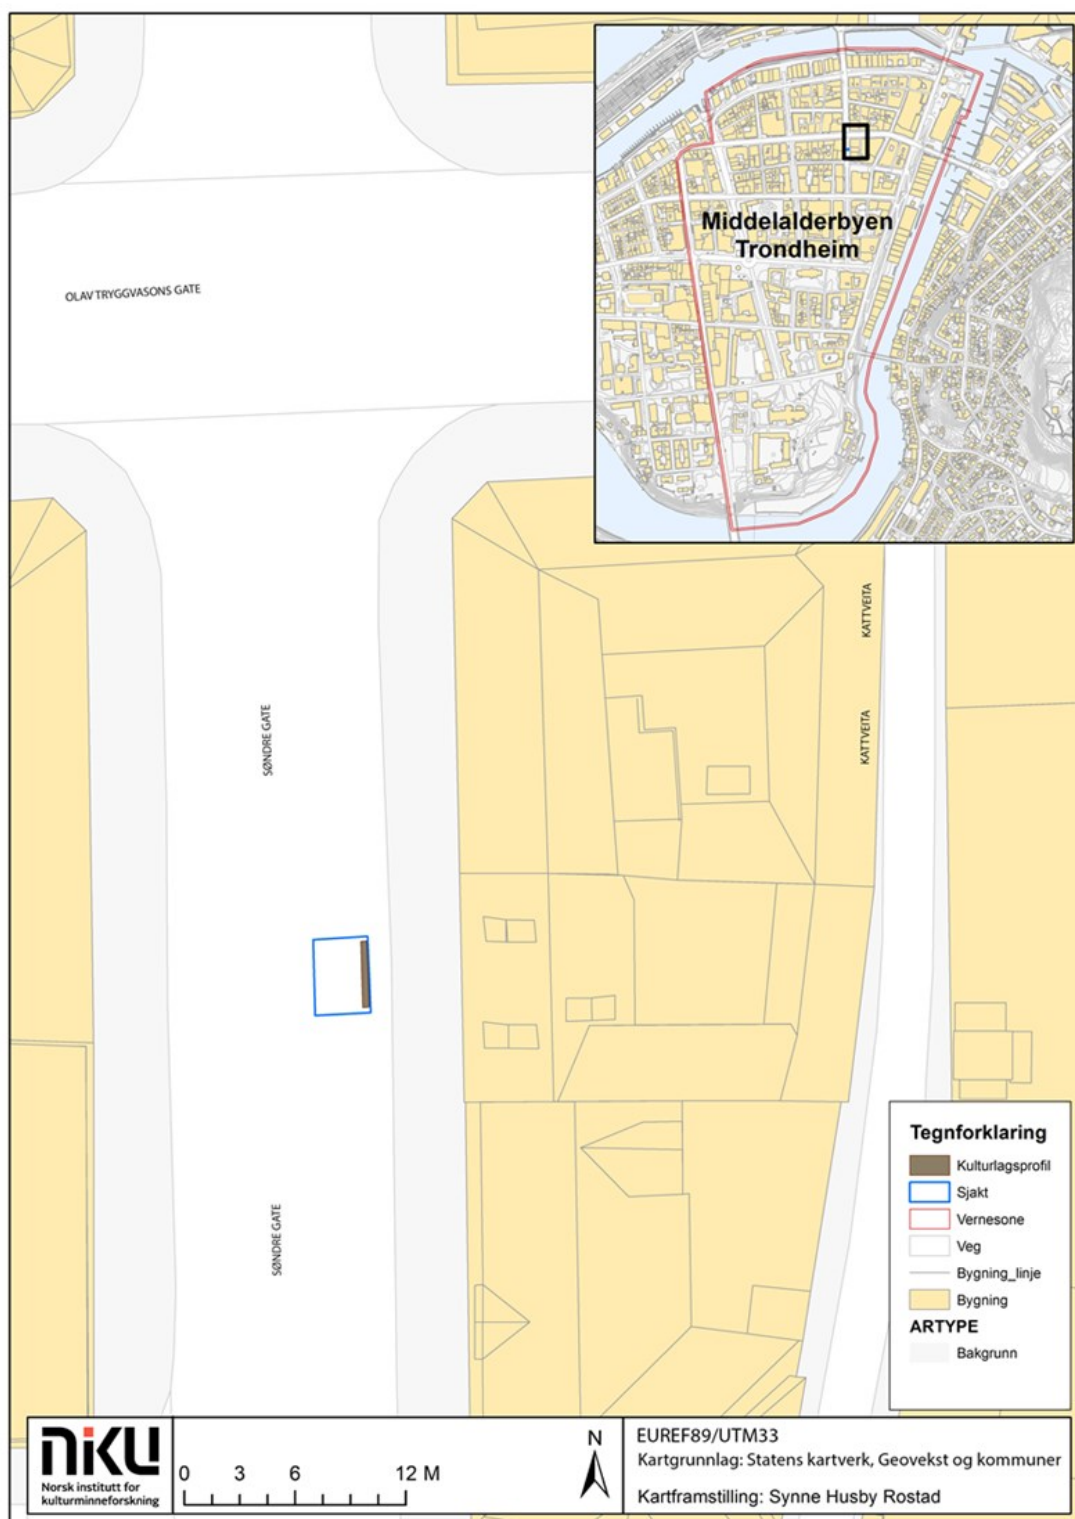 Middelalderbyen
Trondheim
OLAV TRYGGVASONS GATE
KATTVEITA
SØNDRE GATE
KATTVEITA
SØNDRE GATE
Tegnforklaring
Kulturlagsprofil
Sjakt
Vernesone
Veg
Bygning_linje
Bygning
ARTYPE
Bakgrunn
niku
Norsk institutt for
kulturminneforskning
0 3 6 12 M
N
EUREF89/UTM33
Kartgrunnlag: Statens kartverk, Geovekst og kommuner
Kartframstilling: Synne Husby Rostad